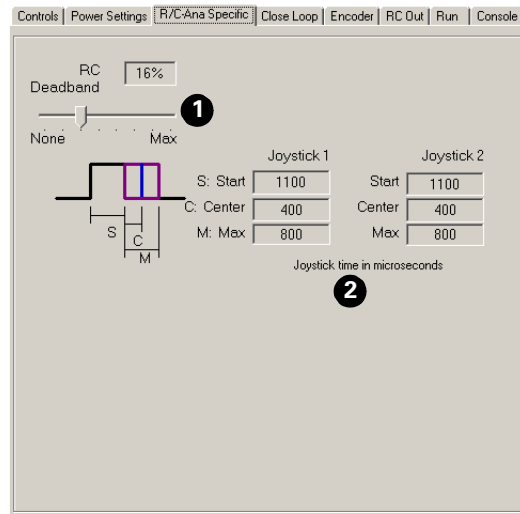 Controls Power Settings R/C-Ana Specific Close Loop Encoder RC Out Run Console
RC Deadband 16%
1
None Max
Joystick 1 Joystick 2
S: Start 1100 Start 1100
C: Center 400 Center 400
M: Max 800 Max 800
S
C
M
Joystick time in microseconds
2